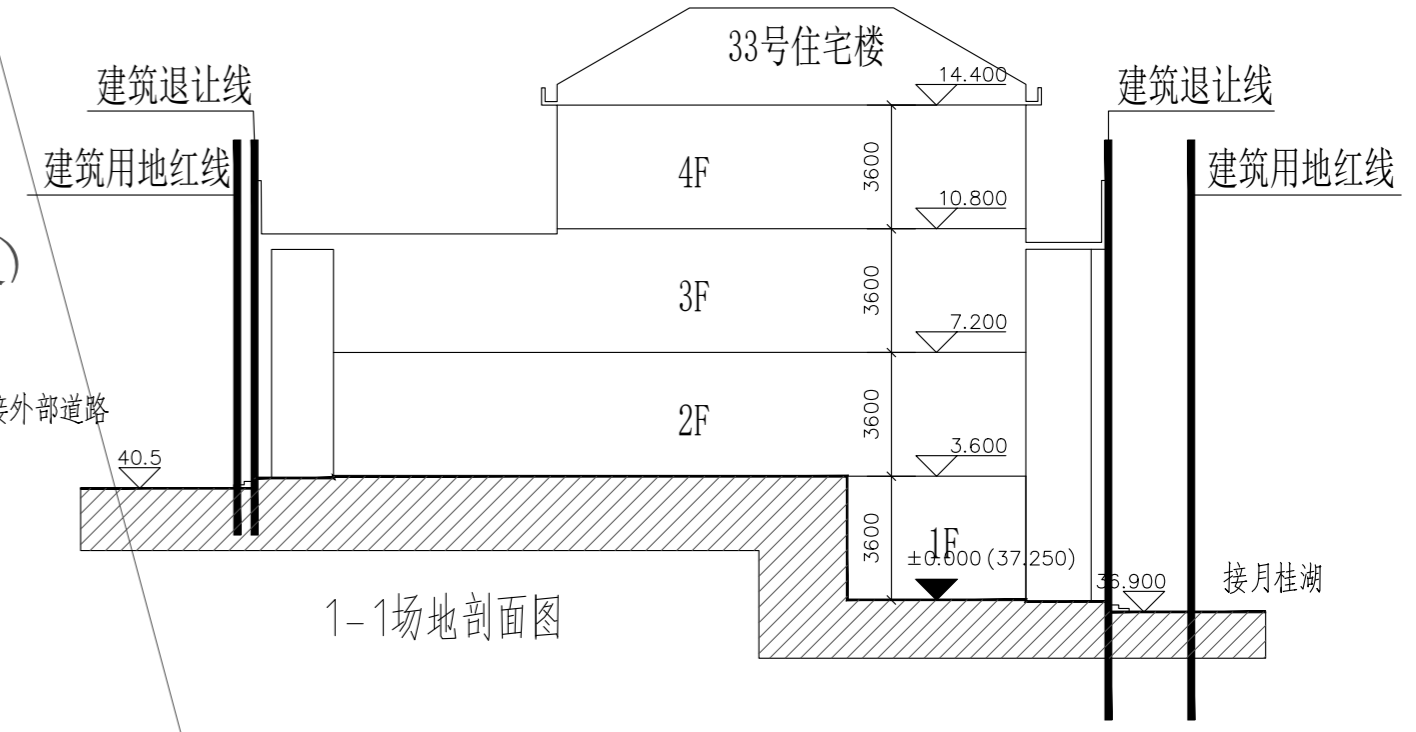 33号住宅楼
14.400
建筑退让线
建筑退让线
建筑用地红线
建筑用地红线
4F
3600
10.800
3F
3600
7.200
外部道路
2F
3600
40.5
3.600
1F
3600
±0.000 (37.250)
36.900
接月桂湖
1-1场地剖面图